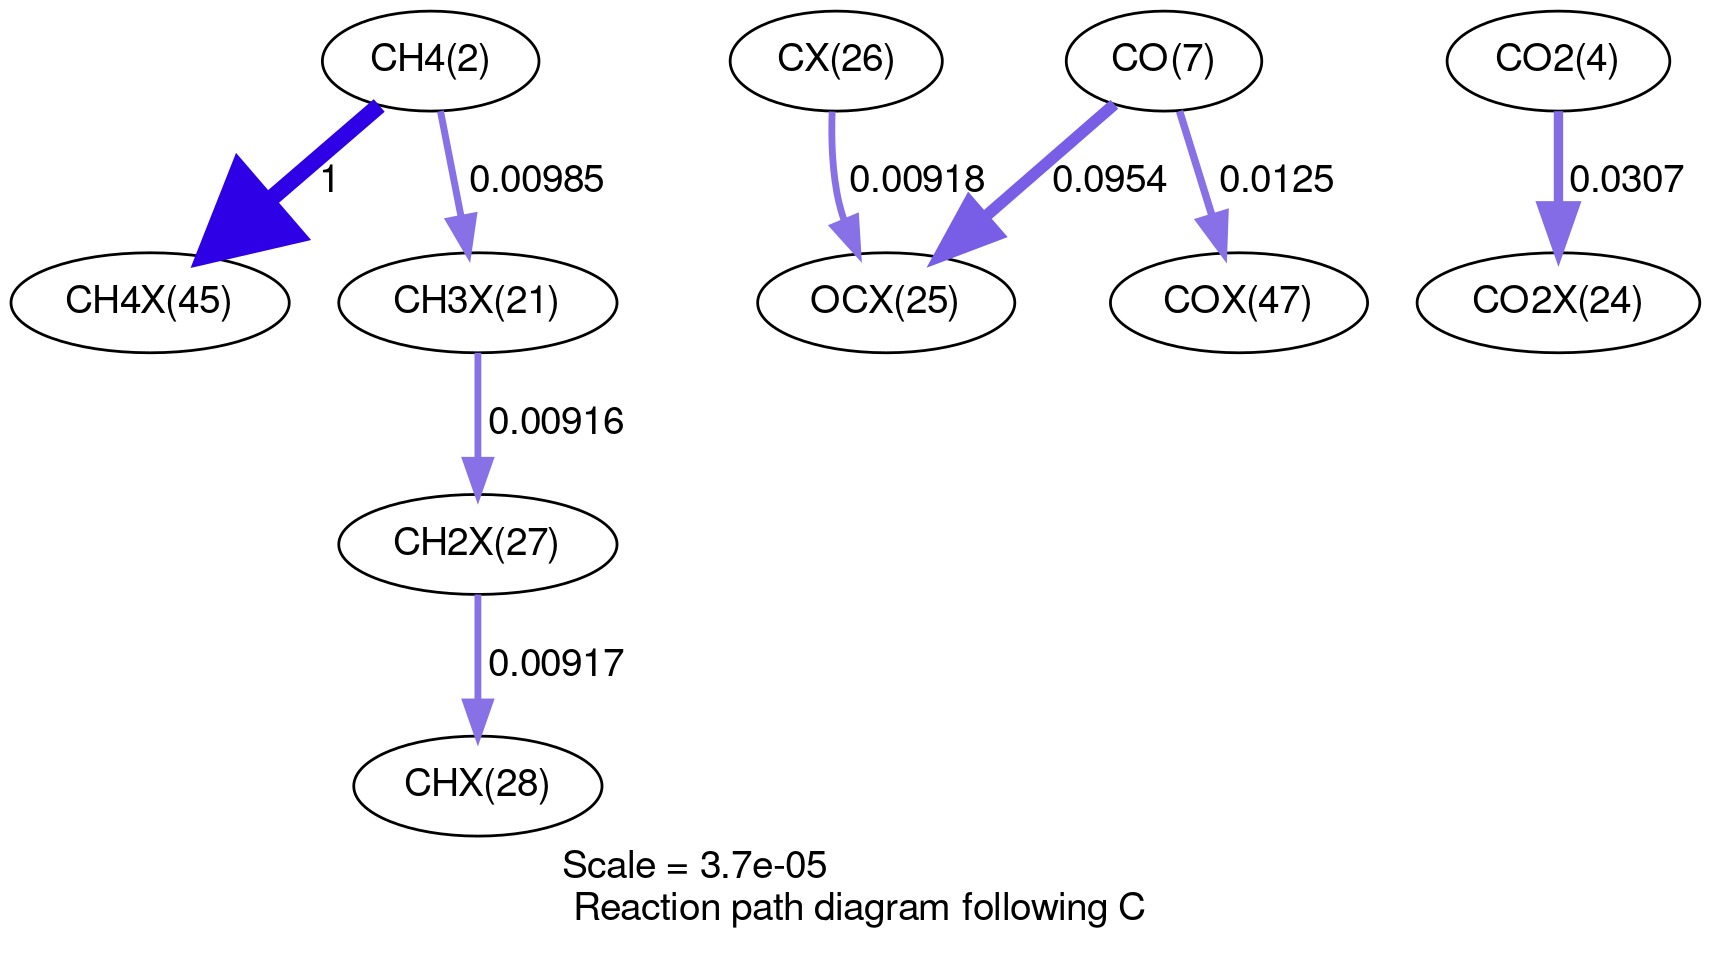 CH4(2)
CX(26)
CO(7)
CO2(4)
1
0.00985
0.00918
0.0954
0.0125
0.0307
CH4X(45)
CH3X(21)
OCX(25)
COX(47)
CO2X(24)
0.00916
CH2X(27)
0.00917
CHX(28)
Scale = 3.7e-05
Reaction path diagram following C